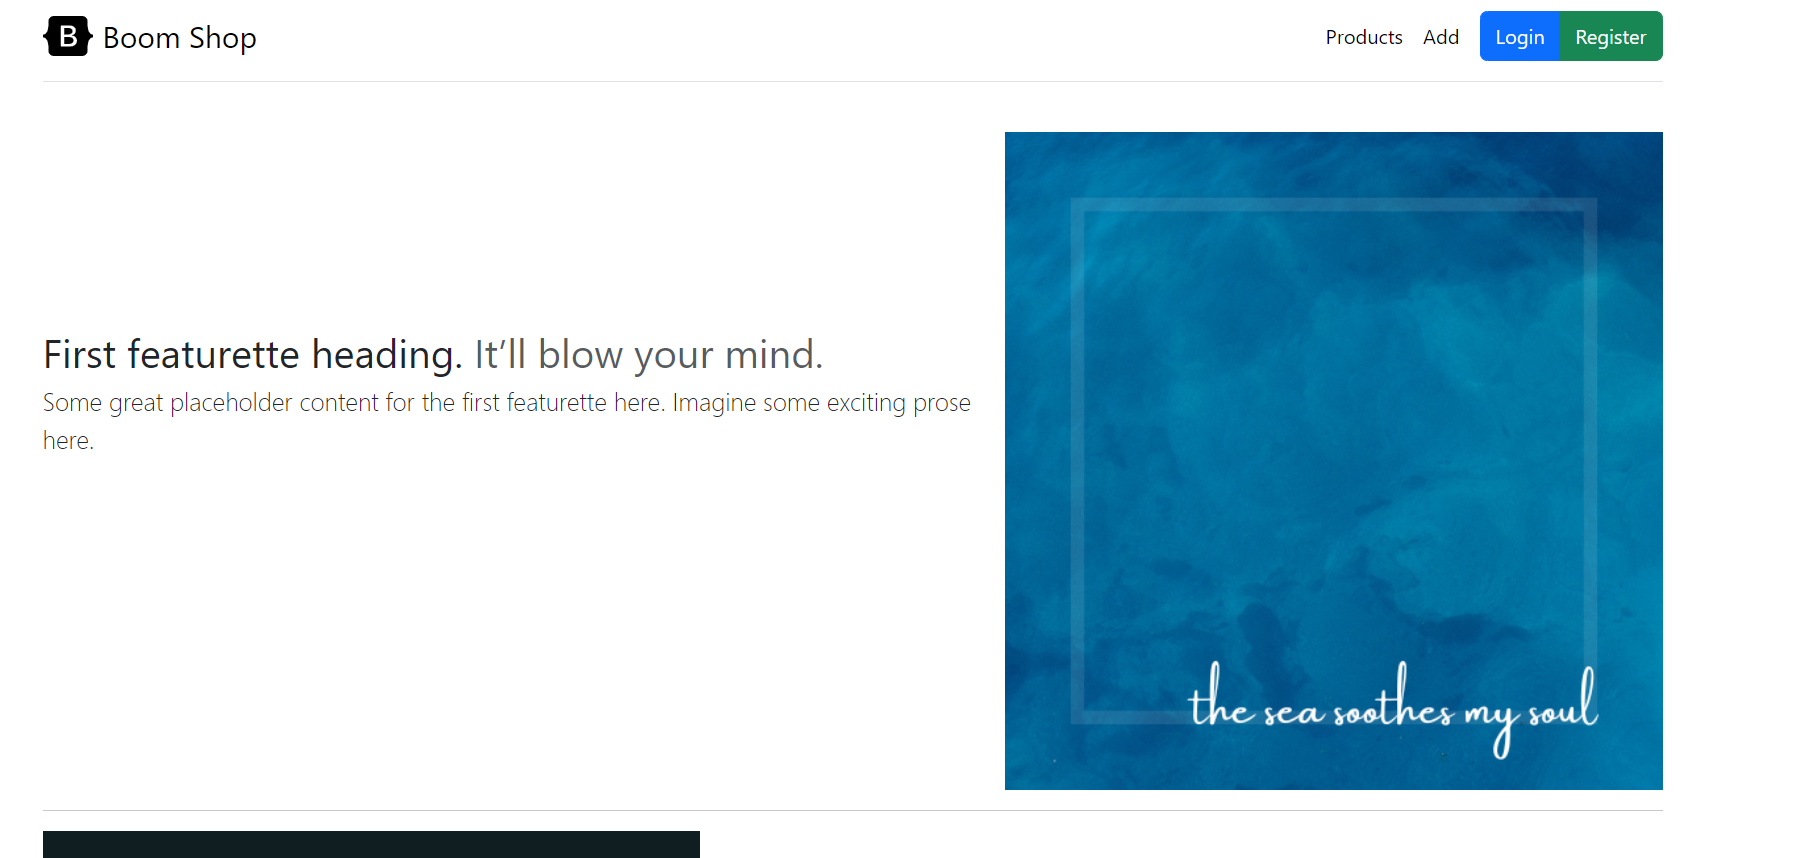 B Boom Shop
Products Add Login Register
First featurette heading. It’ll blow your mind.
Some great placeholder content for the first featurette here. Imagine some exciting prose
here.
the sea soothes my soul